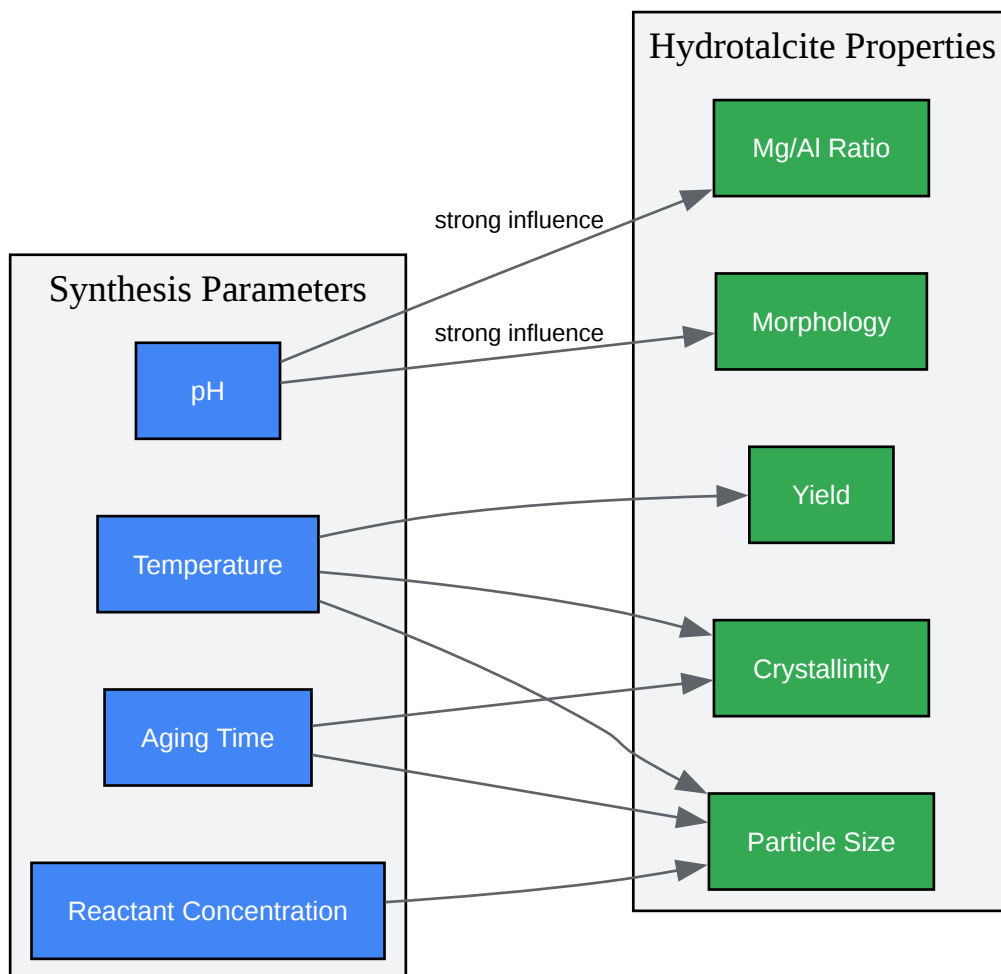 Hydrotalcite Properties
Mg/Al Ratio
strong influence
Synthesis Parameters
Morphology
strong influence
pH
Yield
Temperature
Crystallinity
Aging Time
Particle Size
Reactant Concentration